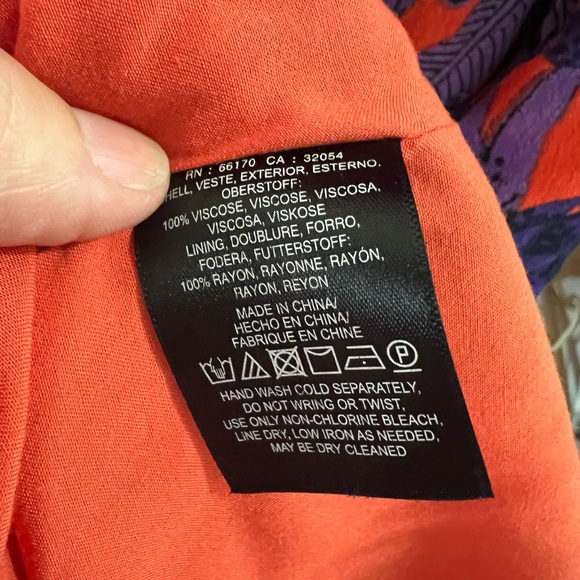 RN : 66170 CA : 32054
HELL, VESTE, EXTERIOR, ESTERNO,
OBERSTOFF:
100% VISCOSE, VISCOSE, VISCOSA,
VISCOSA, VISKOSE
LINING, DOUBLURE, FORRO,
FODERA, FUTTERSTOFF:
100% RAYON, RAYONNE, RAYÓN,
RAYON, REYON
MADE IN CHINA/
HECHO EN CHINA/
FABRIQUE EN CHINE
P
HAND WASH COLD SEPARATELY,
DO NOT WRING OR TWIST,
USE ONLY NON-CHLORINE BLEACH,
LINE DRY, LOW IRON AS NEEDED,
MAY BE DRY CLEANED